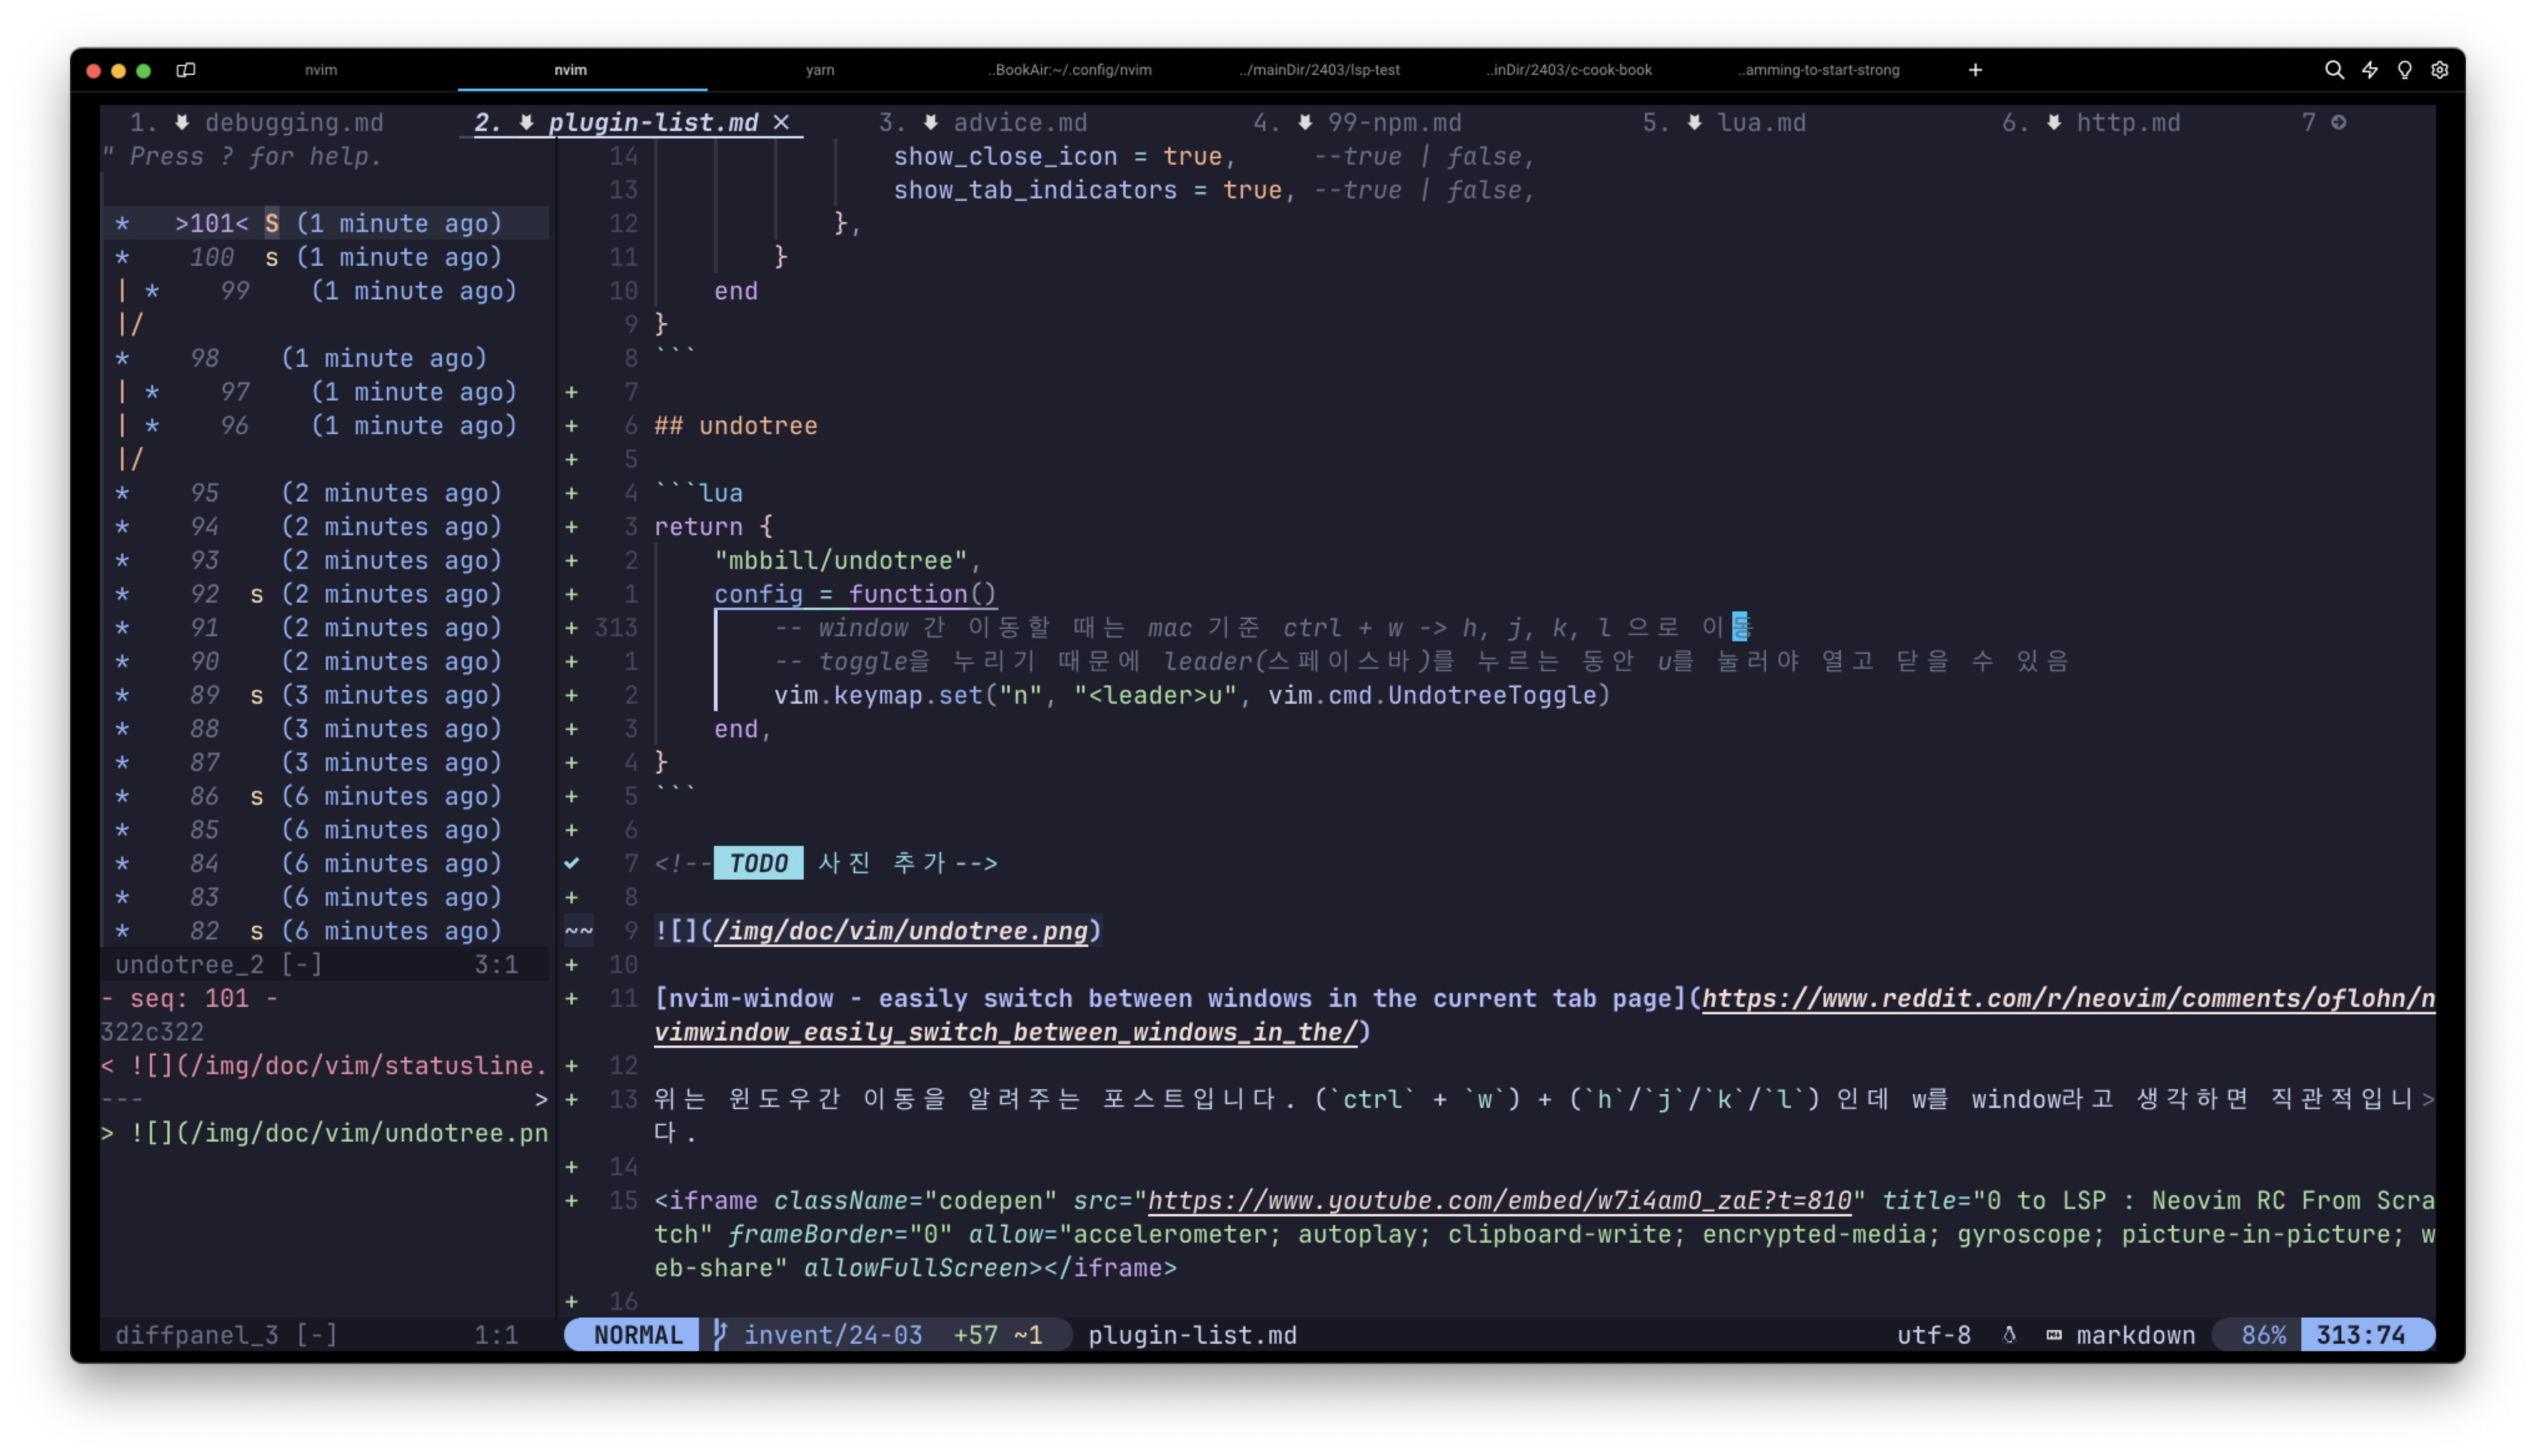 nvim nvim yarn ..BookAir:~/.config/nvim ../mainDir/2403/lsp-test ..inDir/2403/c-cook-book ..amming-to-start-strong +
1. debugging.md 2. plugin-list.md × 3. advice.md 4. 99-npm.md 5. lua.md 6. http.md 7
" Press ? for help.
* >101< S (1 minute ago)
* 100 s (1 minute ago)
| * 99 (1 minute ago)
|/
* 98 (1 minute ago)
| * 97 (1 minute ago)
| * 96 (1 minute ago)
|/
* 95 (2 minutes ago)
* 94 (2 minutes ago)
* 93 (2 minutes ago)
* 92 s (2 minutes ago)
* 91 (2 minutes ago)
* 90 (2 minutes ago)
* 89 s (3 minutes ago)
* 88 (3 minutes ago)
* 87 (3 minutes ago)
* 86 s (6 minutes ago)
* 85 (6 minutes ago)
* 84 (6 minutes ago)
* 83 (6 minutes ago)
* 82 s (6 minutes ago)
undotree_2 [-] 3:1
- seq: 101 -
322c322
< ![](/img/doc/vim/statusline.
--- >
> ![](/img/doc/vim/undotree.pn
diffpanel_3 [-] 1:1
14 show_close_icon = true, --true | false,
13 show_tab_indicators = true, --true | false,
12 },
11 }
10 end
9 }
8 ```
+ 7
+ 6 ## undotree
+ 5
+ 4 ```lua
+ 3 return {
+ 2 "mbbill/undotree",
+ 1 config = function()
+ 313 -- window 간 이동할 때는 mac 기준 ctrl + w -> h, j, k, l 으로 이동
+ 1 -- toggle을 누리기 때문에 leader(스페이스바)를 누르는 동안 u를 눌러야 열고 닫을 수 있음
+ 2 vim.keymap.set("n", "<leader>u", vim.cmd.UndotreeToggle)
+ 3 end,
+ 4 }
+ 5 ```
+ 6
7 <!-- TODO 사진 추가-->
+ 8
~~ 9 ![](/img/doc/vim/undotree.png)
+ 10
+ 11 [nvim-window - easily switch between windows in the current tab page](https://www.reddit.com/r/neovim/comments/oflohn/n
vimwindow_easily_switch_between_windows_in_the/)
+ 12
+ 13 위는 윈도우간 이동을 알려주는 포스트입니다. (`ctrl` + `w`) + (`h`/`j`/`k`/`l`) 인데 w를 window라고 생각하면 직관적입니>
다.
+ 14
+ 15 <iframe className="codepen" src="https://www.youtube.com/embed/w7i4amO_zaE?t=810" title="0 to LSP : Neovim RC From Scra
tch" frameBorder="0" allow="accelerometer; autoplay; clipboard-write; encrypted-media; gyroscope; picture-in-picture; w
eb-share" allowFullScreen></iframe>
+ 16
NORMAL invent/24-03 +57 ~1 plugin-list.md utf-8 markdown 86% 313:74